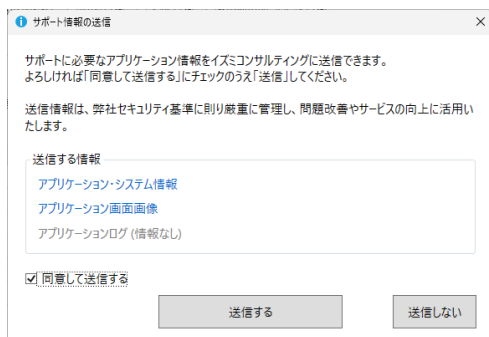 サポート情報の送信
サポートに必要なアプリケーション情報をイズミコンサルティングに送信できます。
よろしければ「同意して送信する」にチェックのうえ「送信」してください。
送信情報は、弊社セキュリティ基準に則り厳重に管理し、問題改善やサービスの向上に活用い
たします。
送信する情報
アプリケーション・システム情報
アプリケーション画面画像
アプリケーションログ (情報なし)
同意して送信する
送信する
送信しない